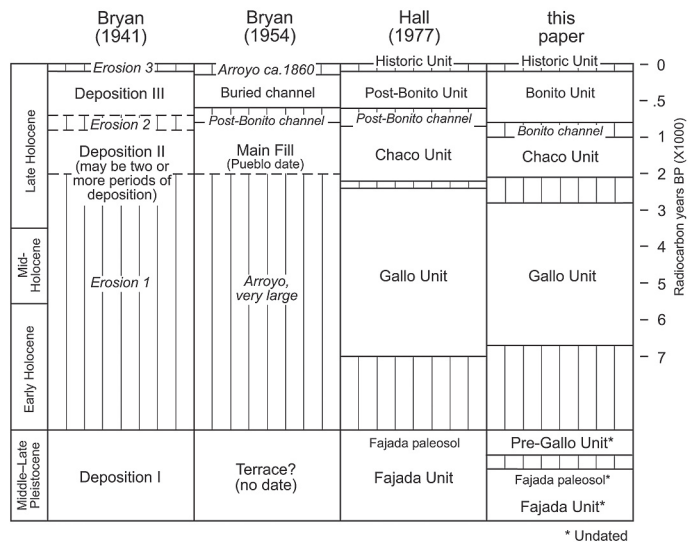 Bryan
(1941)
Bryan
(1954)
Hall
(1977)
this
paper
Late Holocene
Mid-
Holocene
Early Holocene
Middle–Late
Pleistocene
Erosion 3
Deposition III
Erosion 2
Deposition II
(may be two or
more periods of
deposition)
Erosion 1
Deposition I
Arroyo ca.1860
Buried channel
Post-Bonito channel
Main Fill
(Pueblo date)
Arroyo,
very large
Terrace?
(no date)
Historic Unit
Post-Bonito Unit
Post-Bonito channel
Chaco Unit
Gallo Unit
Fajada paleosol
Fajada Unit
Historic Unit
Bonito Unit
Bonito channel
Chaco Unit
Gallo Unit
Pre-Gallo Unit*
Fajada paleosol*
Fajada Unit*
0
.5
1
2
3
4
5
6
7
Radiocarbon years BP (X1000)
* Undated